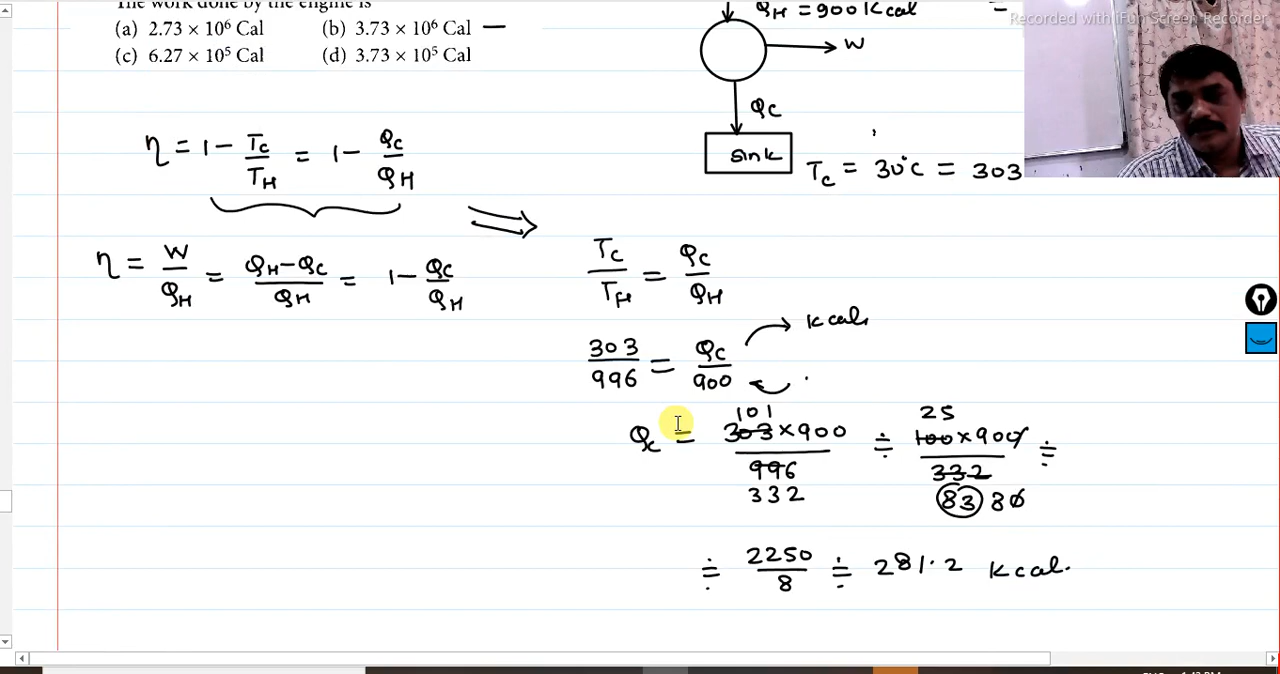 The work done by the engine is
(a) 2.73 × 10⁶ Cal (b) 3.73 × 10⁶ Cal —
(c) 6.27 × 10⁵ Cal (d) 3.73 × 10⁵ Cal
Q_H = 900 Kcal
Recorded with iFun Screen Recorder
W
Q_C
sink
T_C = 30°C = 303
η = 1 - T_C/T_H = 1 - Q_C/Q_H
η = W/Q_H = (Q_H - Q_C)/Q_H = 1 - Q_C/Q_H
⇒ T_C/T_H = Q_C/Q_H
303/996 = Q_C/900 → kcal
Q_C = (303 × 900)/996 ≑ (100 × 900)/332 ≑
101
332
25
83 80
≑ 2250/8 ≑ 281.2 kcal.